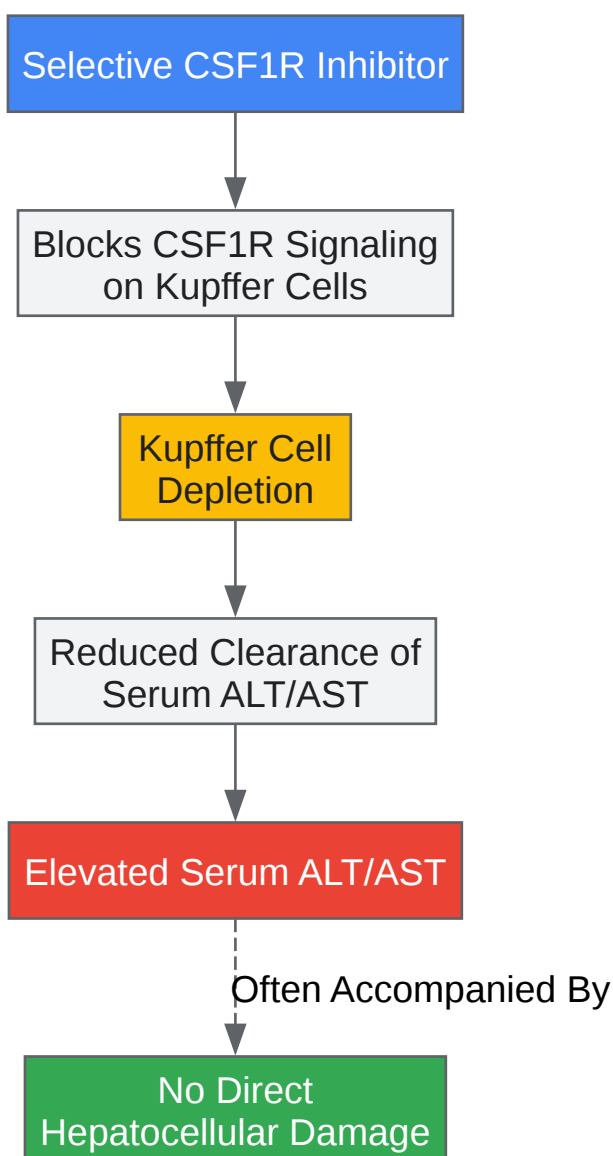 Selective CSF1R Inhibitor
Blocks CSF1R Signaling
on Kupffer Cells
Kupffer Cell
Depletion
Reduced Clearance of
Serum ALT/AST
Elevated Serum ALT/AST
Often Accompanied By
No Direct
Hepatocellular Damage